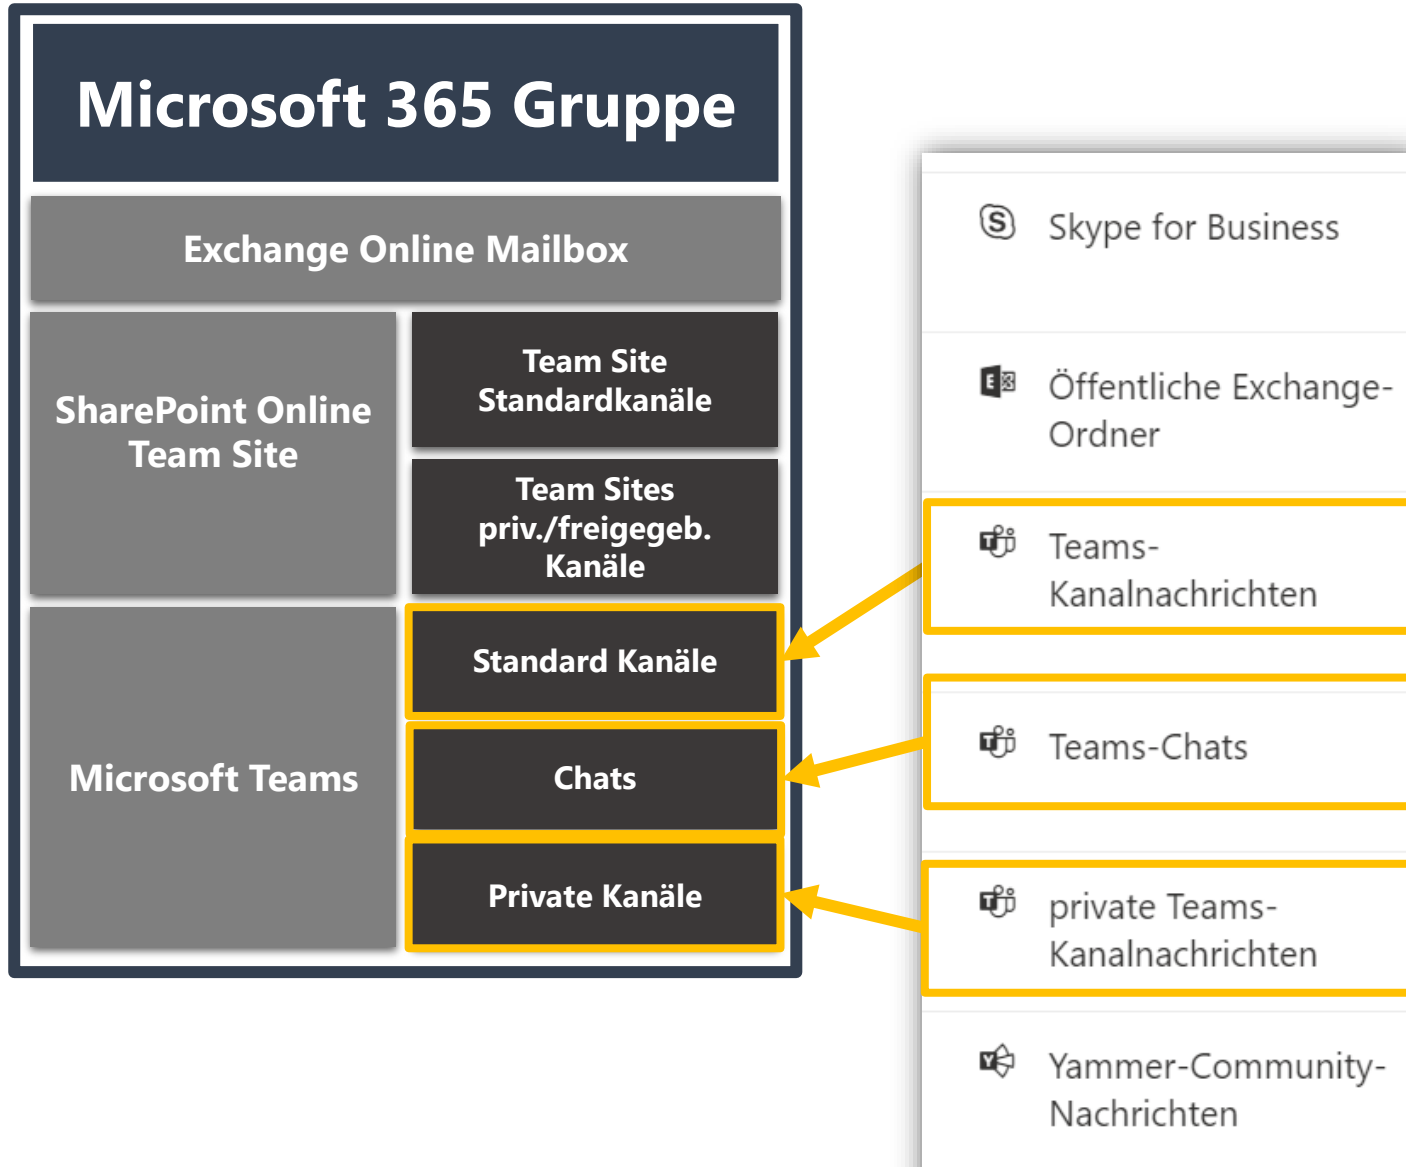 Microsoft 365 Gruppe
Exchange Online Mailbox
SharePoint Online
Team Site
Team Site
Standardkanäle
Team Sites
priv./freigegeb.
Kanäle
Microsoft Teams
Standard Kanäle
Chats
Private Kanäle
Skype for Business
Öffentliche Exchange-
Ordner
Teams-
Kanalnachrichten
Teams-Chats
private Teams-
Kanalnachrichten
Yammer-Community-
Nachrichten